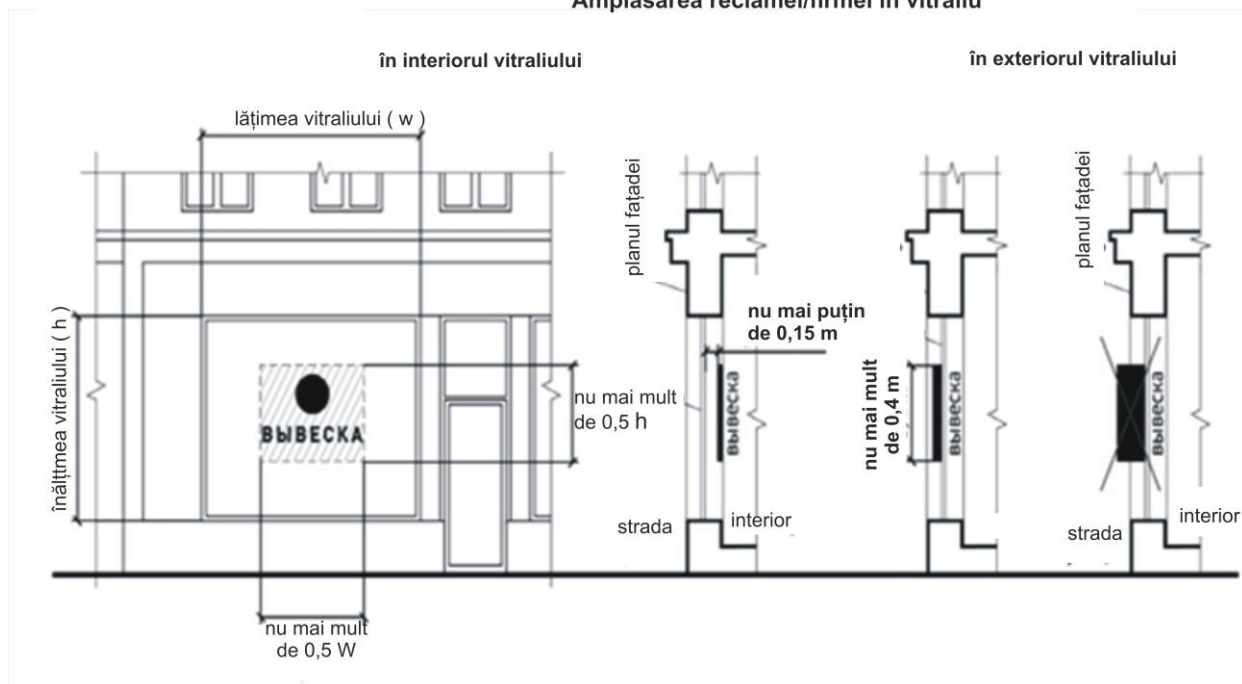 Amplasarea reclamei/firmei în vitraliu
în interiorul vitraliului
în exteriorul vitraliului
lățimea vitraliului ( w )
înălțtmea vitraliului ( h )
ВЫВЕСКА
nu mai mult
de 0,5 h
nu mai mult
de 0,5 W
planul fațadei
nu mai puțin
de 0,15 m
вывеска
strada
interior
nu mai mult
de 0,4 m
вывеска
planul fațadei
вывеска
strada
interior